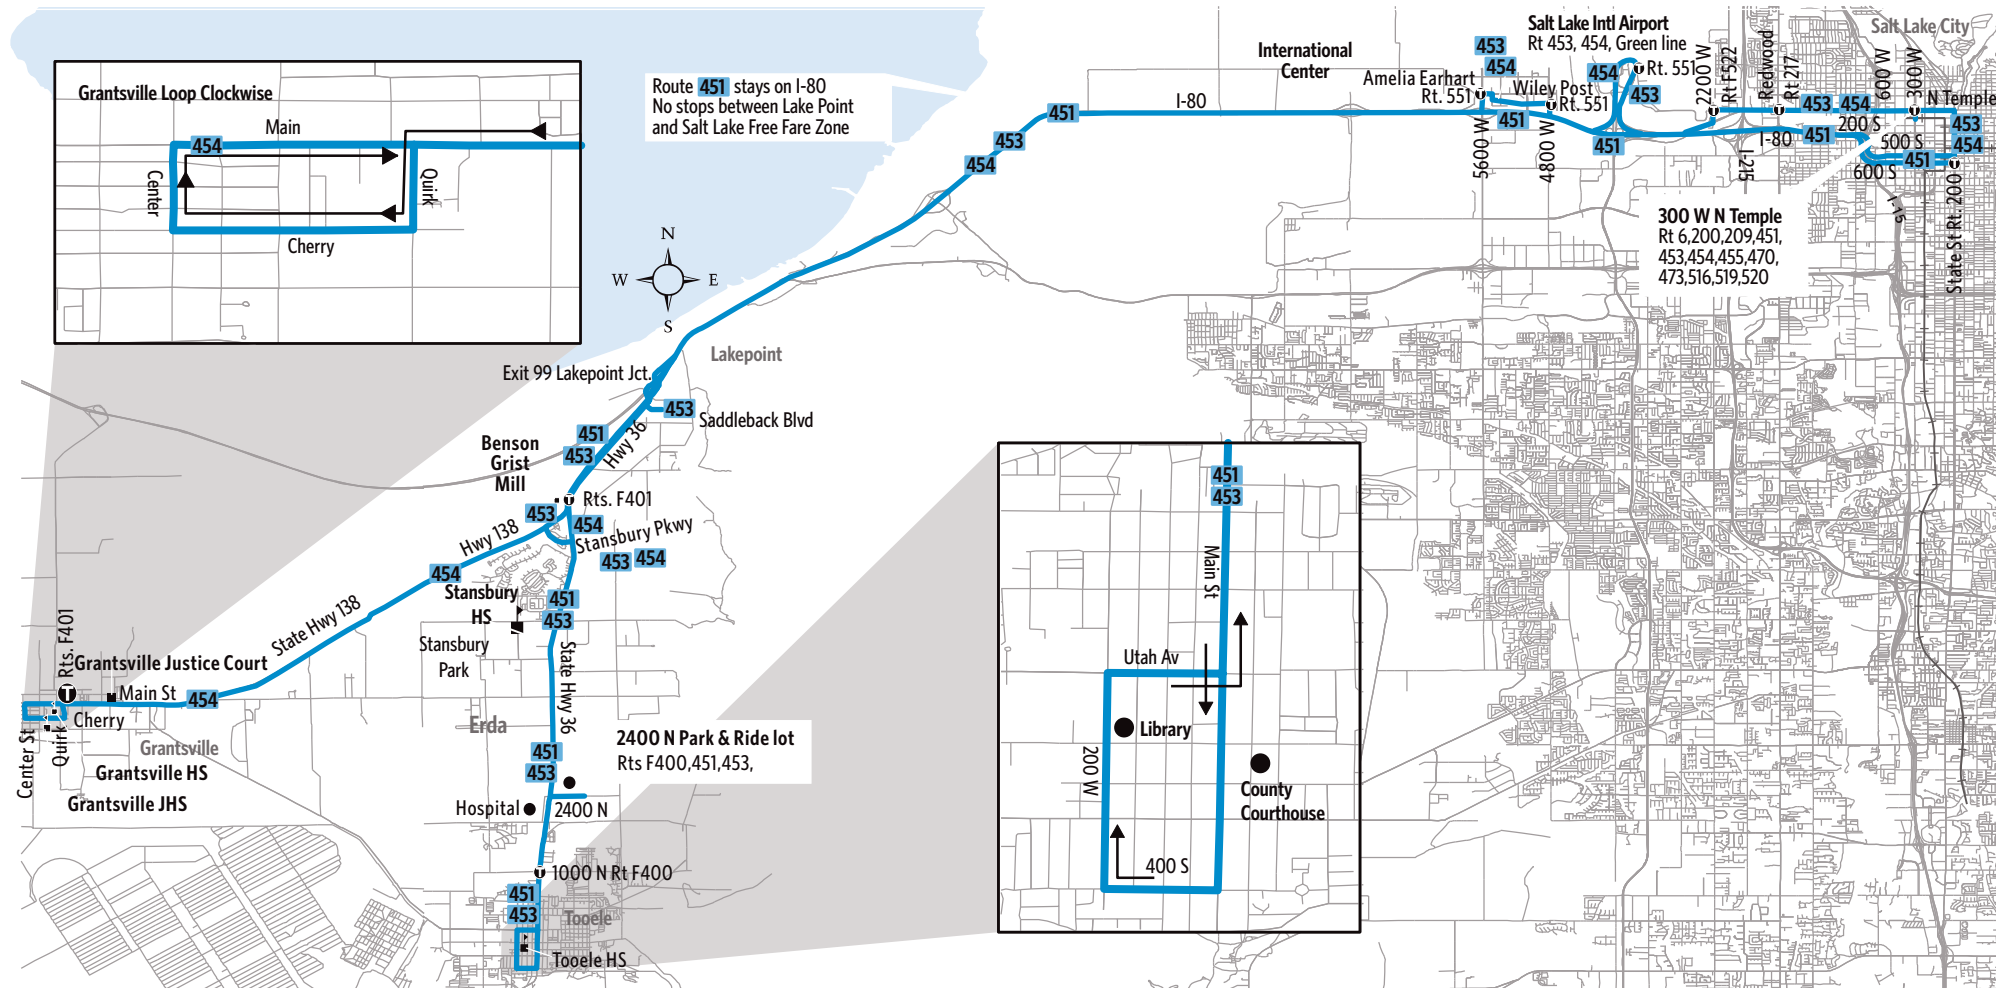 Grantsville Loop Clockwise
Main
454
Center
Quirk
Cherry
Route 451 stays on I-80
No stops between Lake Point
and Salt Lake Free Fare Zone
N
W
E
S
International
Center
Salt Lake Intl Airport
Rt 453, 454, Green line
Salt Lake City
453
454
Amelia Earhart
Rt. 551
Wiley Post
Rt. 551
454
Rt. 551
453
2200 W
Rt F522
Redwood
Rt 217
600 W
300 W
N Temple
453
454
200 S
453
454
I-80
451
451
451
5600 W
4800 W
451
I-80
I-215
500 S
451
600 S
I-15
State St Rt. 200
453
454
300 W N Temple
Rt 6,200,209,451,
453,454,455,470,
473,516,519,520
Lakepoint
Exit 99 Lakepoint Jct.
453
Saddleback Blvd
451
453
Hwy 36
Benson
Grist
Mill
Rts. F401
453
454
Stansbury Pkwy
453
454
Hwy 138
454
Stansbury
HS
451
453
Stansbury
Park
State Hwy 138
State Hwy 36
Rts. F401
Grantsville Justice Court
Main St
454
Cherry
Center St
Quirk
Grantsville
Grantsville HS
Grantsville JHS
Erda
451
453
2400 N Park & Ride lot
Rts F400,451,453,
Hospital
2400 N
1000 N Rt F400
451
453
Tooele
Tooele HS
451
453
Main St
Utah Av
Library
200 W
County
Courthouse
400 S